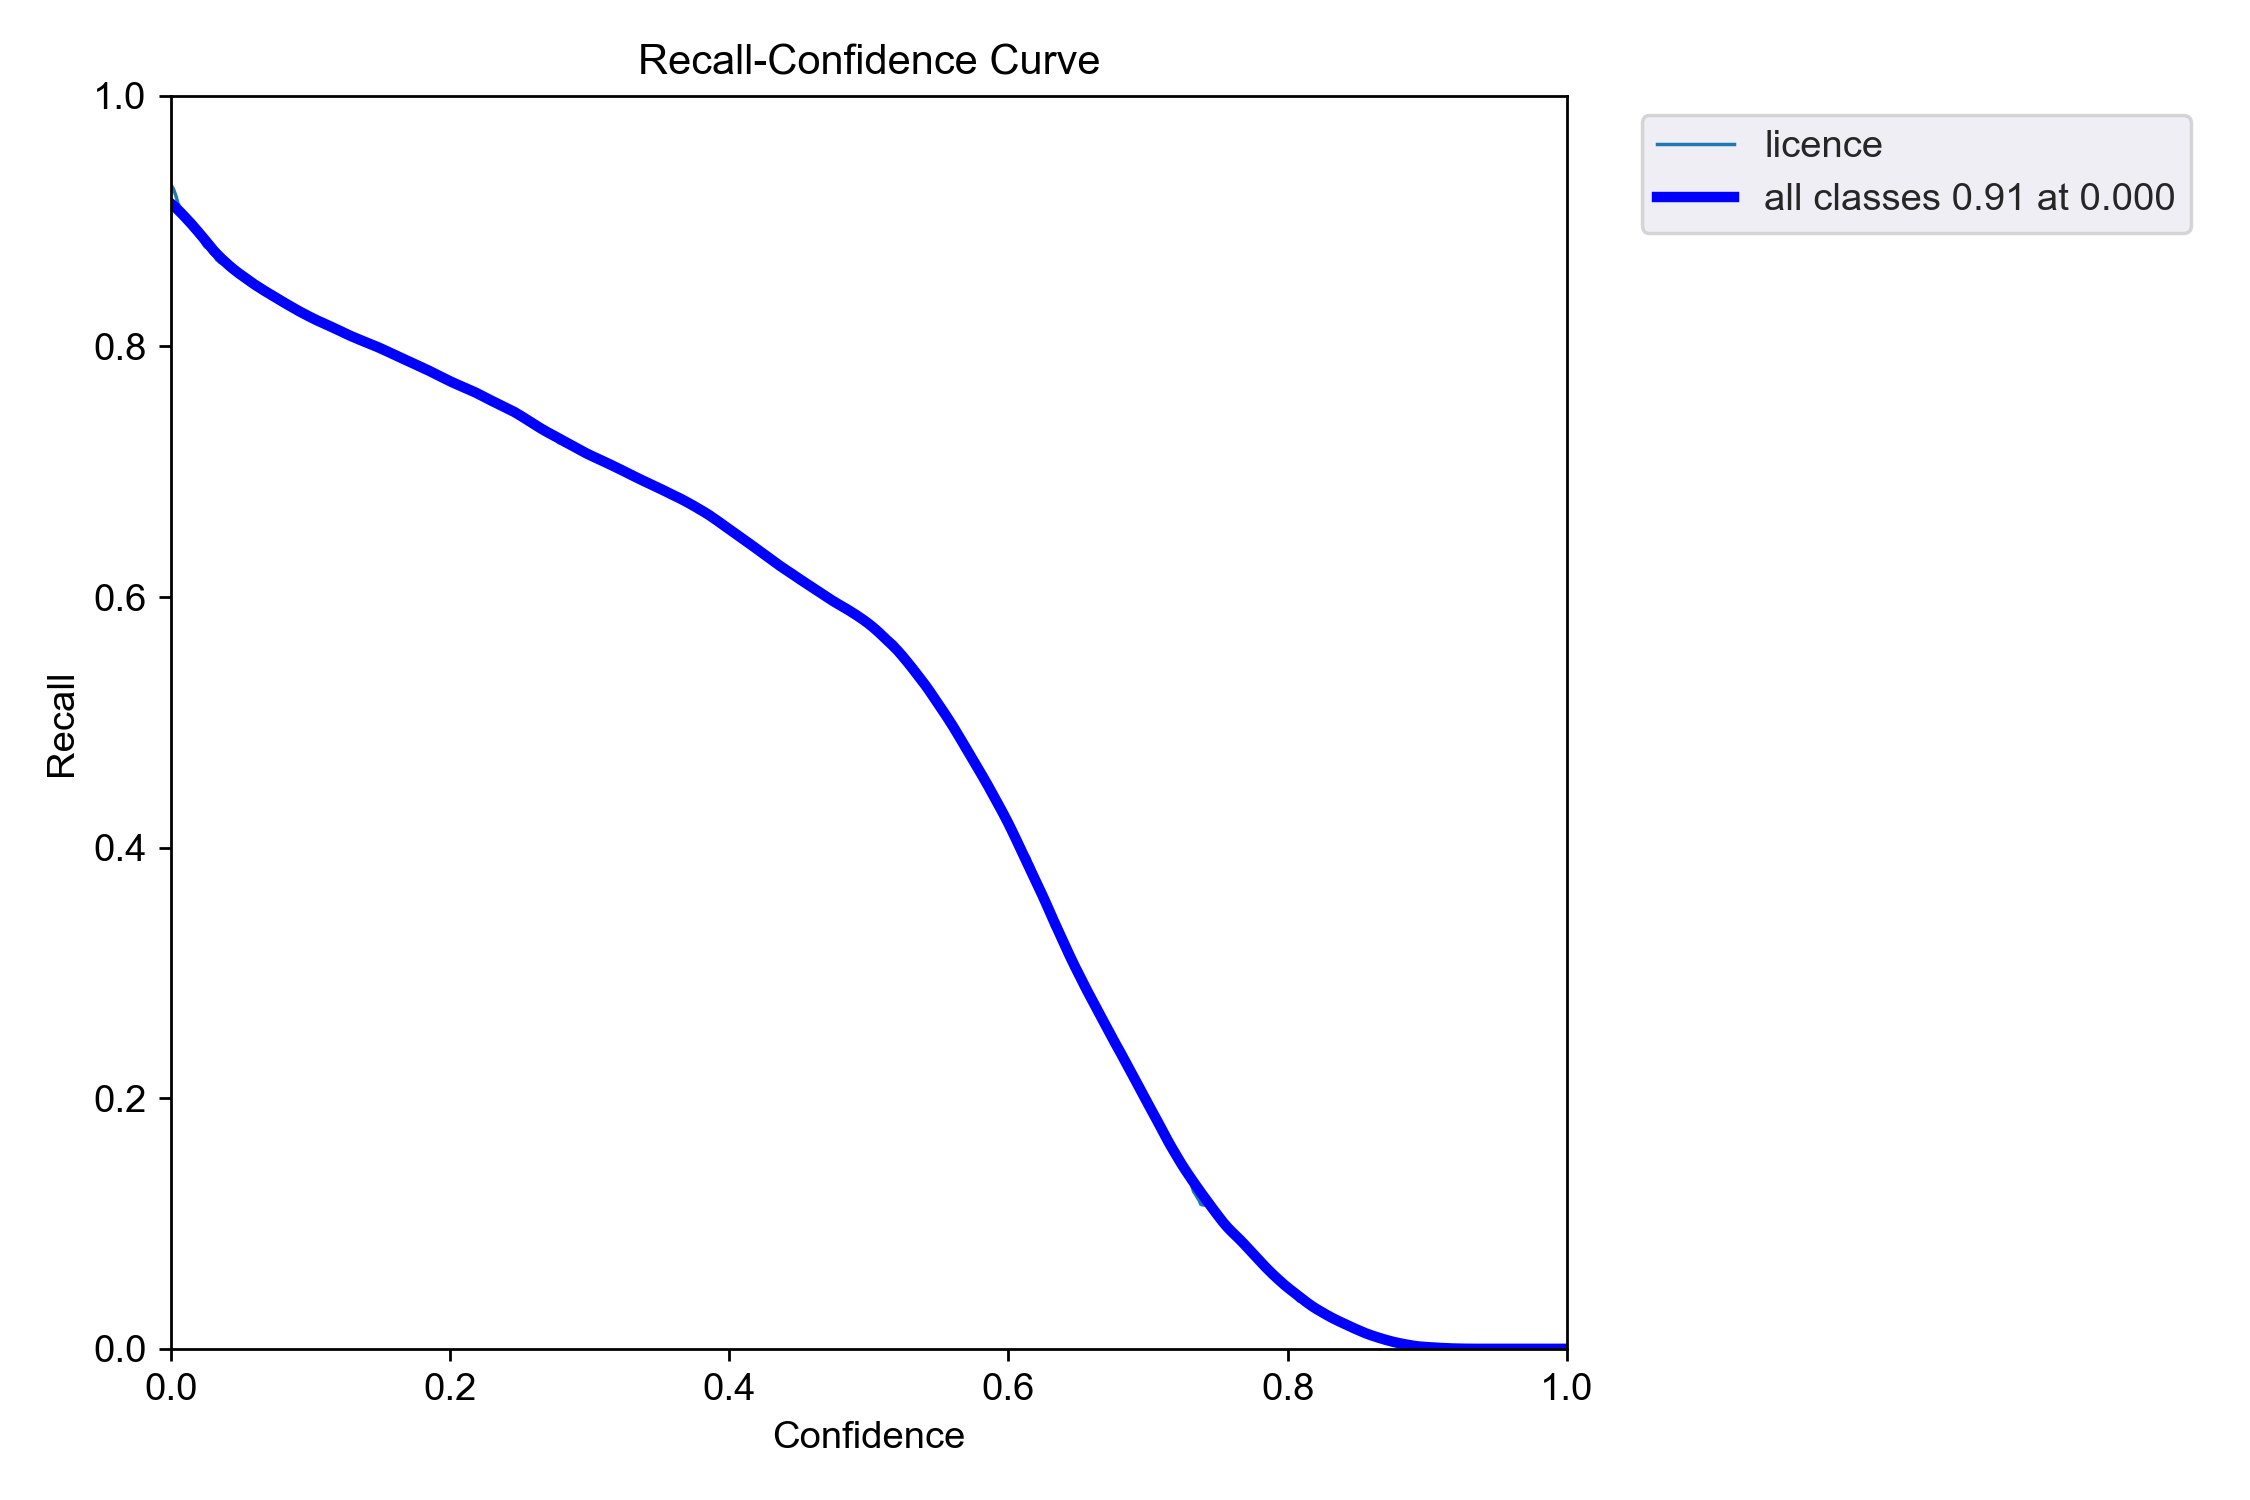 Recall-Confidence Curve
1.0
0.8
0.6
0.4
0.2
0.0
Recall
0.0 0.2 0.4 0.6 0.8 1.0
Confidence
licence
all classes 0.91 at 0.000